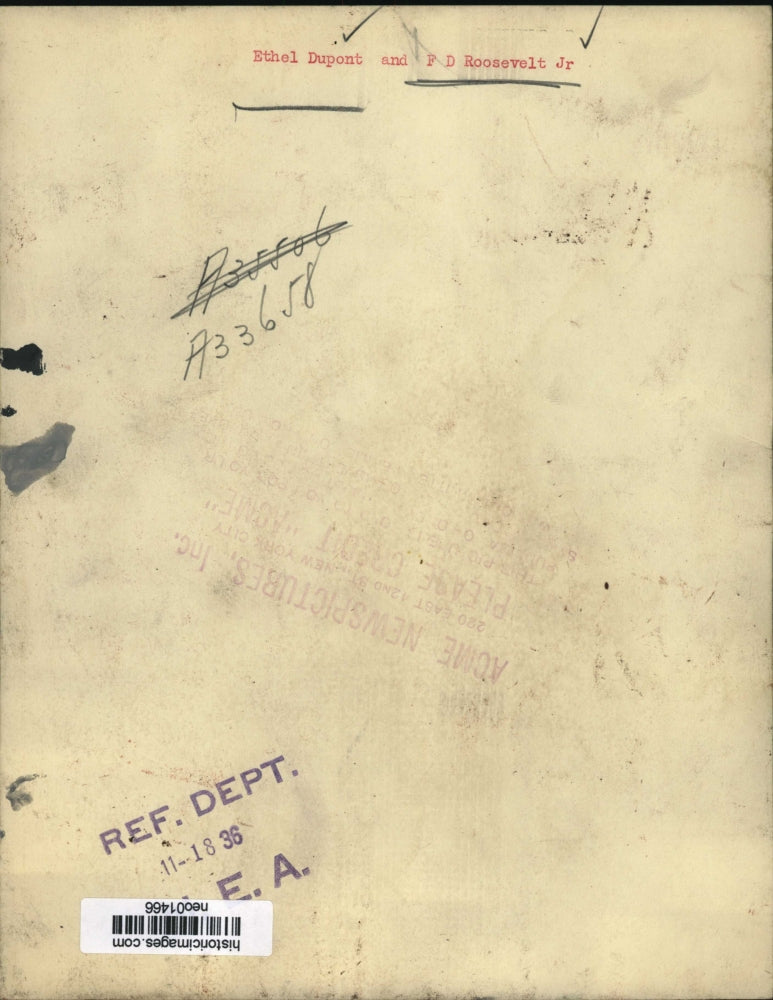 Ethel Dupont and F D Roosevelt Jr
A35506
A33658
ACME NEWSPICTURES, Inc.
220 EAST 42ND ST. NEW YORK CITY
PLEASE CREDIT "ACME"
REF. DEPT.
11-18 36
E. A.
historicimages.com
neo01466